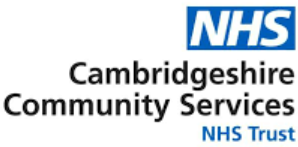 NHS
Cambridgeshire
Community Services
NHS Trust